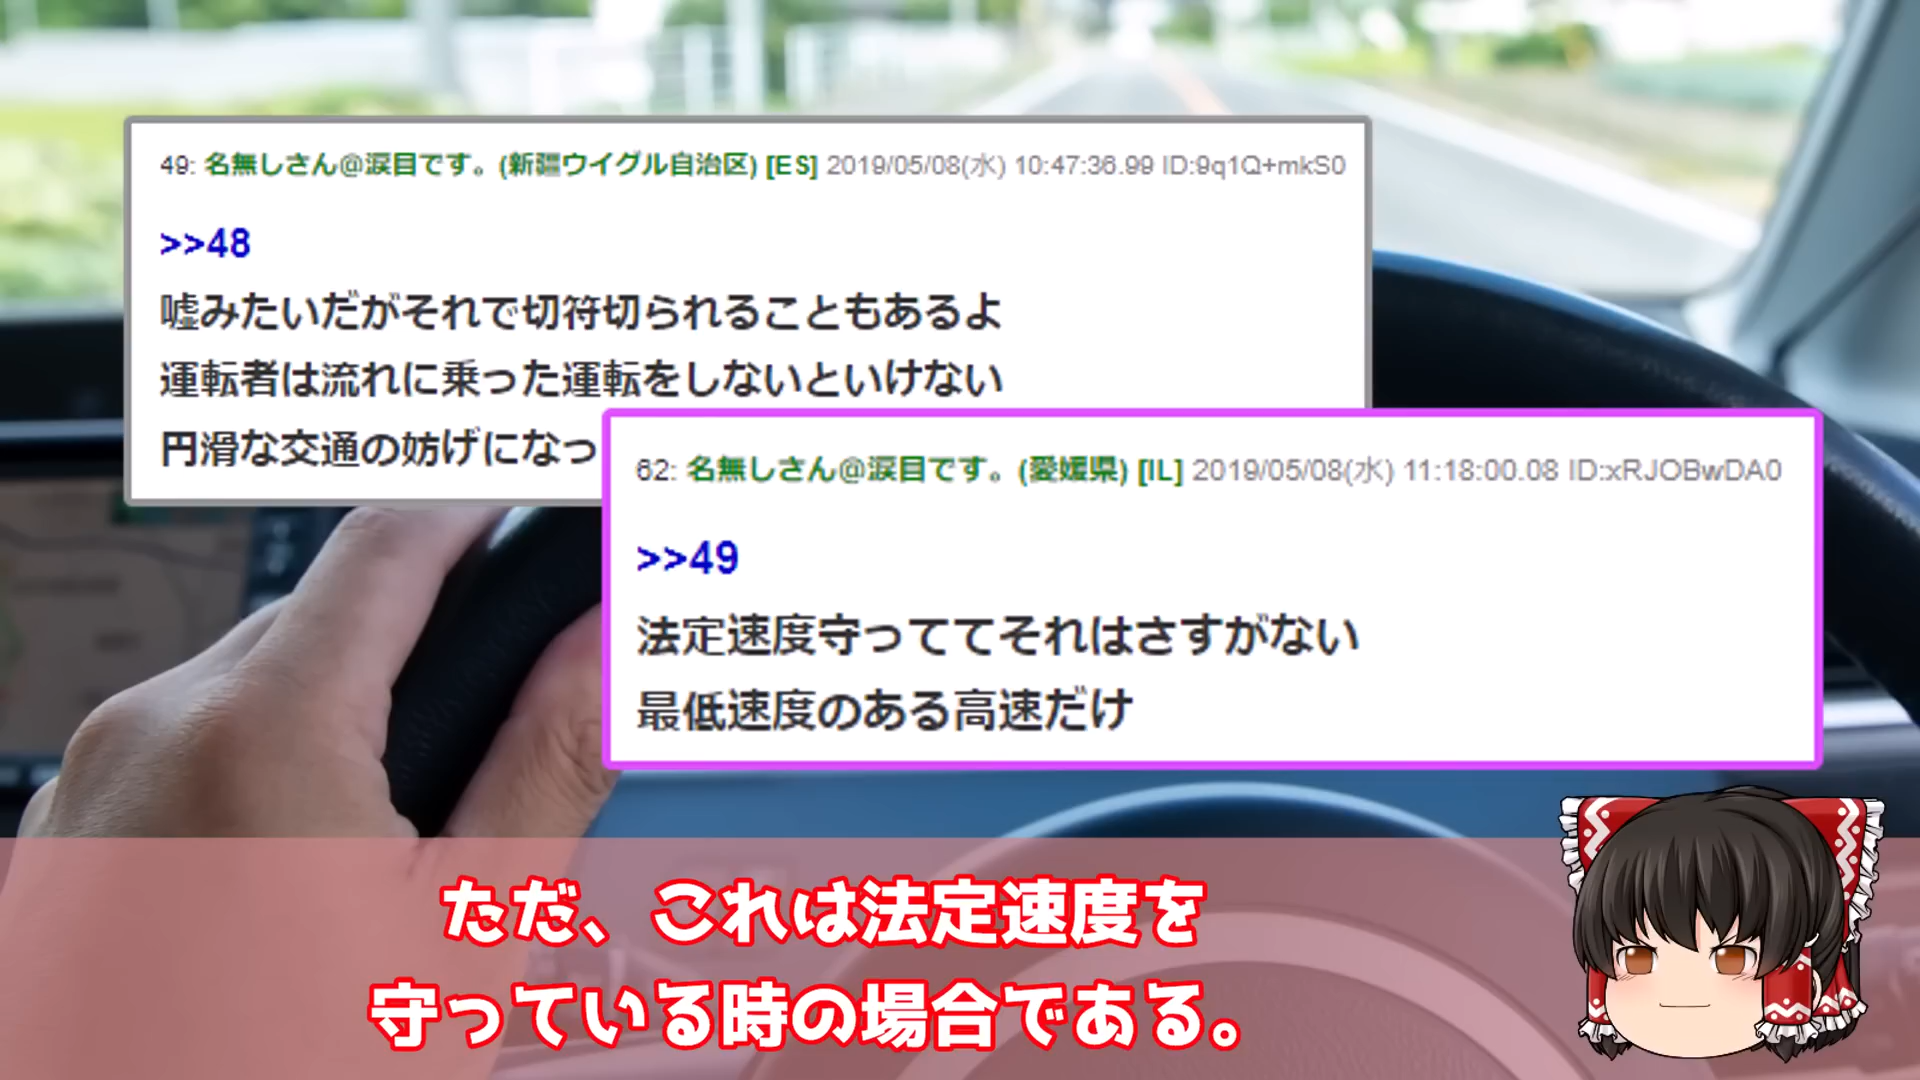 49: 名無しさん@涙目です。(新疆ウイグル自治区) [ES] 2019/05/08(水) 10:47:36.99 ID:9q1Q+mkS0
>>48
嘘みたいだがそれで切符切られることもあるよ
運転者は流れに乗った運転をしないといけない
円滑な交通の妨げになっ
62: 名無しさん@涙目です。(愛媛県) [IL] 2019/05/08(水) 11:18:00.08 ID:xRJOBwDA0
>>49
法定速度守っててそれはさすがない
最低速度のある高速だけ
ただ、これは法定速度を
守っている時の場合である。